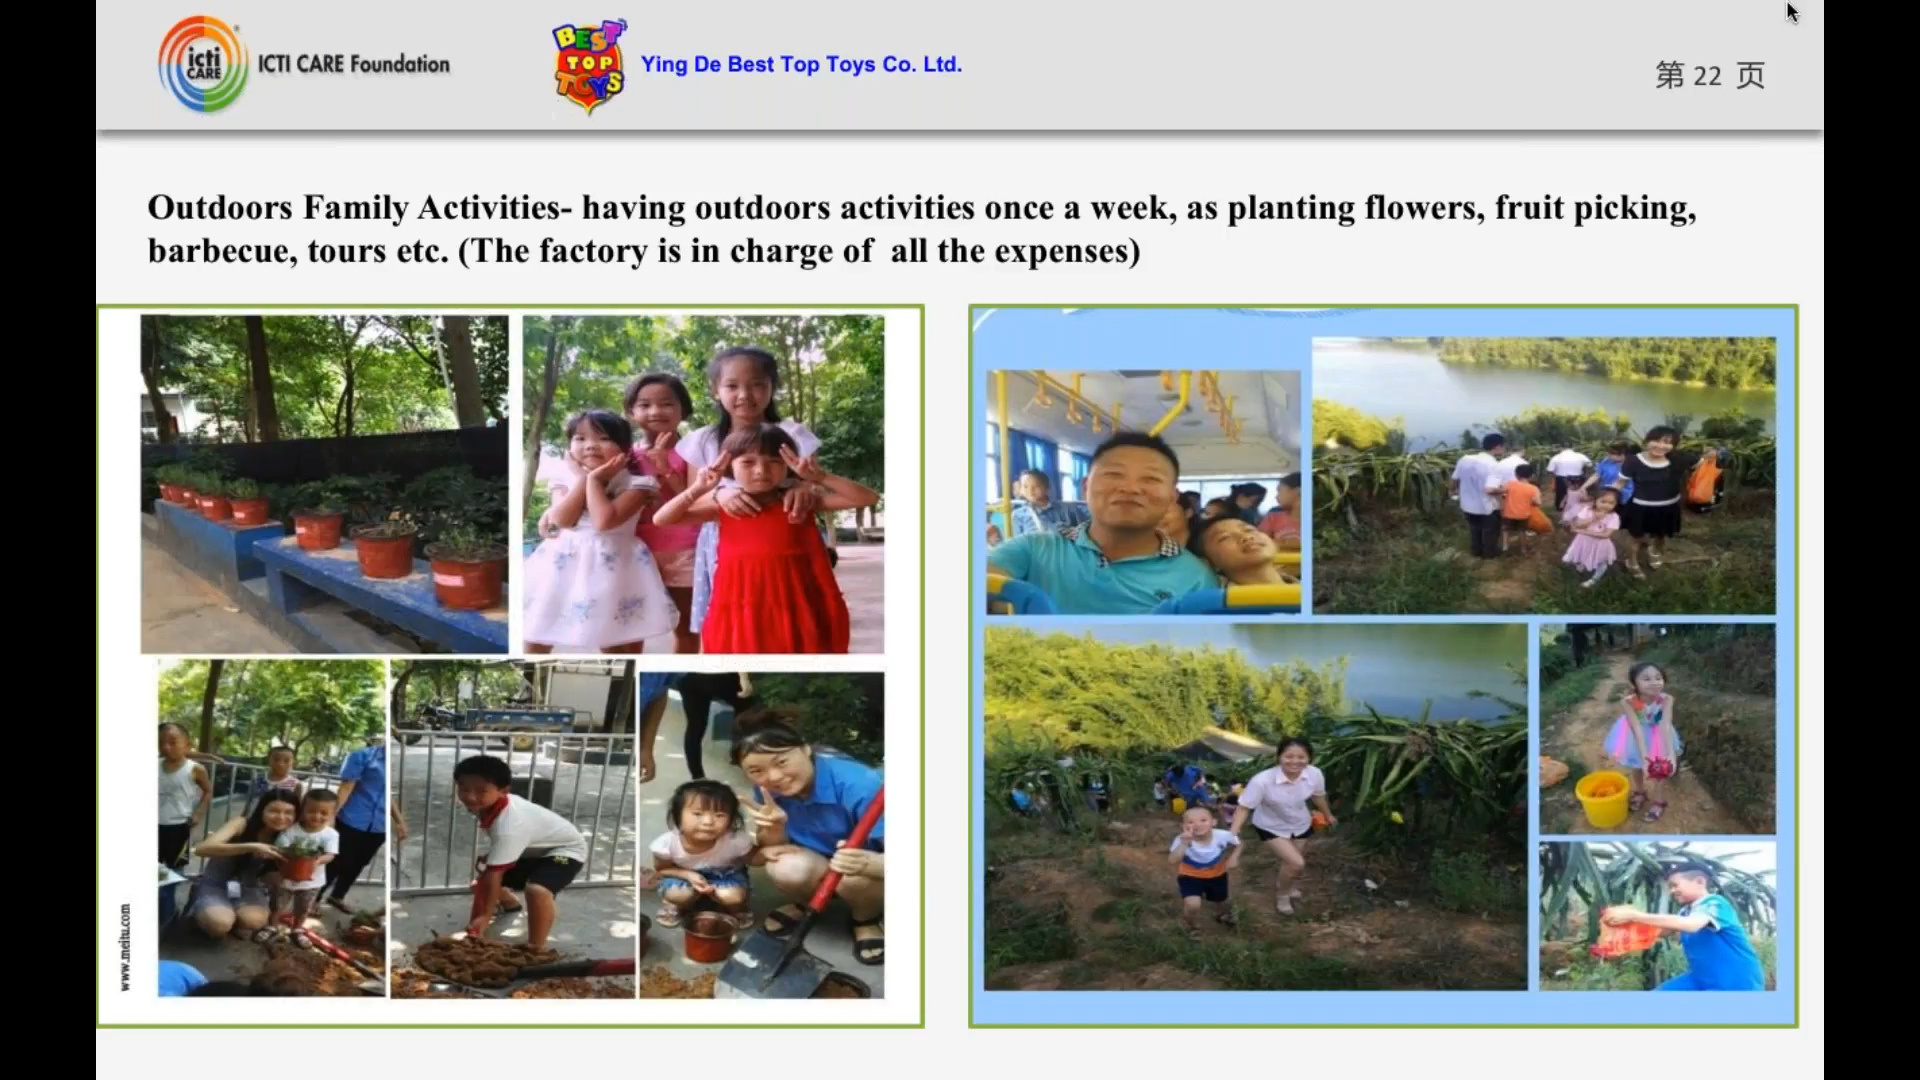 icti
CARE
ICTI CARE Foundation
BEST
TOP
TOYS
Ying De Best Top Toys Co. Ltd.
第 22 页
Outdoors Family Activities- having outdoors activities once a week, as planting flowers, fruit picking,
barbecue, tours etc. (The factory is in charge of all the expenses)
www.meitu.com